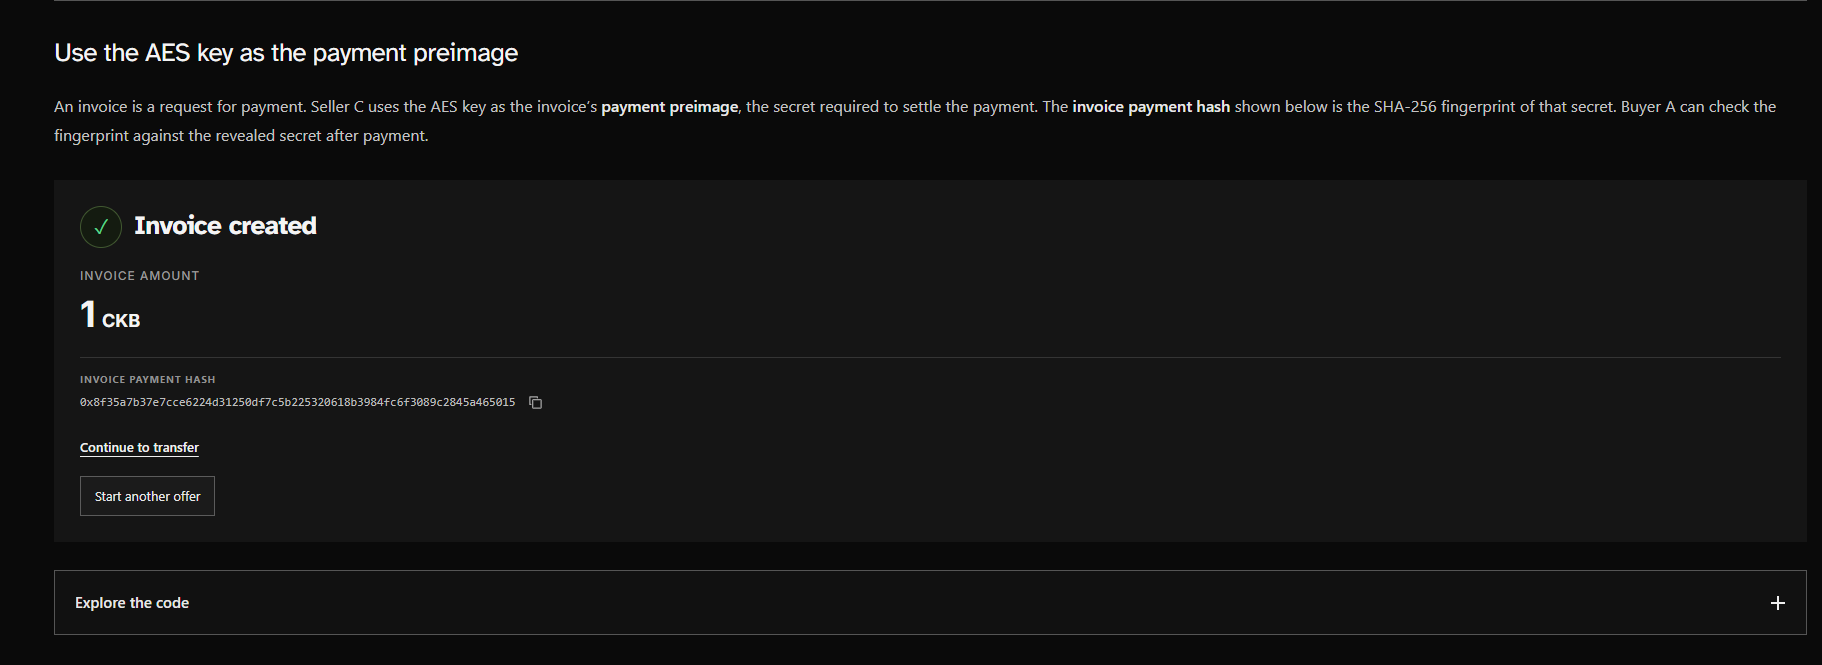 Use the AES key as the payment preimage
An invoice is a request for payment. Seller C uses the AES key as the invoice’s payment preimage, the secret required to settle the payment. The invoice payment hash shown below is the SHA-256 fingerprint of that secret. Buyer A can check the
fingerprint against the revealed secret after payment.
Invoice created
INVOICE AMOUNT
1 CKB
INVOICE PAYMENT HASH
0x8f35a7b37e7cce6224d31250df7c5b225320618b3984fc6f3089c2845a465015
Continue to transfer
Start another offer
Explore the code